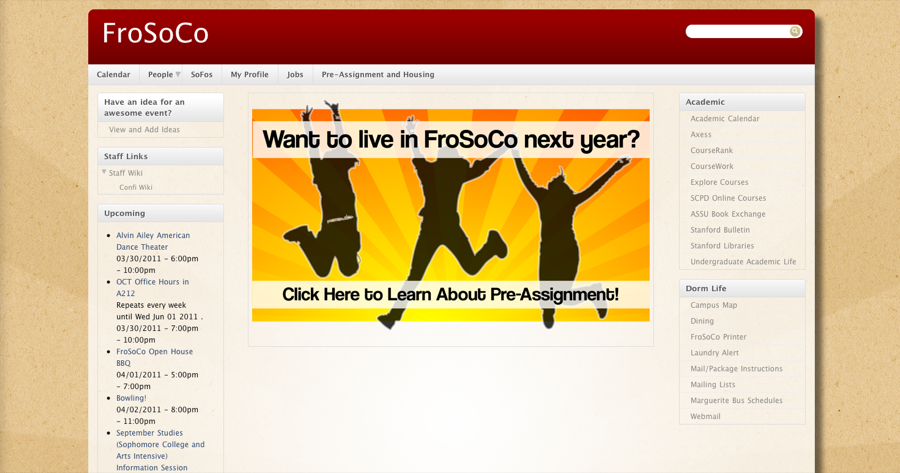 FroSoCo
Calendar
People
SoFos
My Profile
Jobs
Pre-Assignment and Housing
Have an idea for an
awesome event?
View and Add Ideas
Staff Links
Staff Wiki
Confi Wiki
Upcoming
Alvin Ailey American
Dance Theater
03/30/2011 - 6:00pm
- 10:00pm
OCT Office Hours in
A212
Repeats every week
until Wed Jun 01 2011 .
03/30/2011 - 7:00pm
- 10:00pm
FroSoCo Open House
BBQ
04/01/2011 - 5:00pm
- 7:00pm
Bowling!
04/02/2011 - 8:00pm
- 11:00pm
September Studies
(Sophomore College and
Arts Intensive)
Information Session
Want to live in FroSoCo next year?
Click Here to Learn About Pre-Assignment!
Academic
Academic Calendar
Axess
CourseRank
CourseWork
Explore Courses
SCPD Online Courses
ASSU Book Exchange
Stanford Bulletin
Stanford Libraries
Undergraduate Academic Life
Dorm Life
Campus Map
Dining
FroSoCo Printer
Laundry Alert
Mail/Package Instructions
Mailing Lists
Marguerite Bus Schedules
Webmail